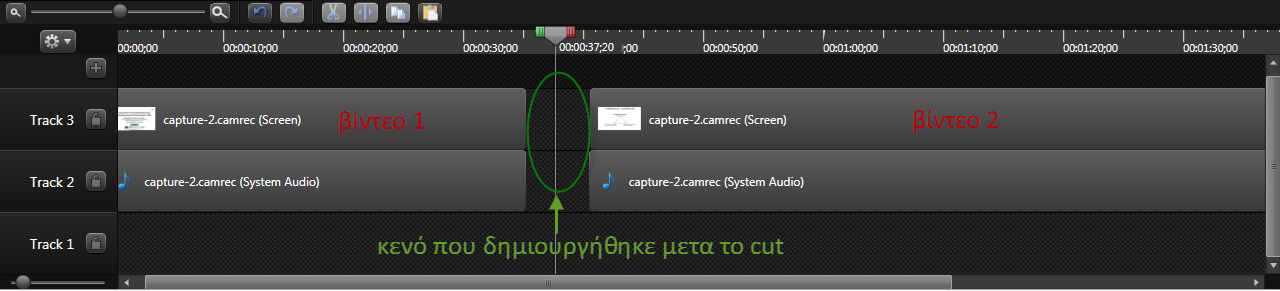 00:00:00;00 00:00:10;00 00:00:20;00 00:00:30;00 00:00:37;20 ;00 00:00:50;00 00:01:00;00 00:01:10;00 00:01:20;00 00:01:30;00
Track 3 capture-2.camrec (Screen) βίντεο 1 capture-2.camrec (Screen) βίντεο 2
Track 2 capture-2.camrec (System Audio) capture-2.camrec (System Audio)
Track 1
κενό που δημιουργήθηκε μετα το cut